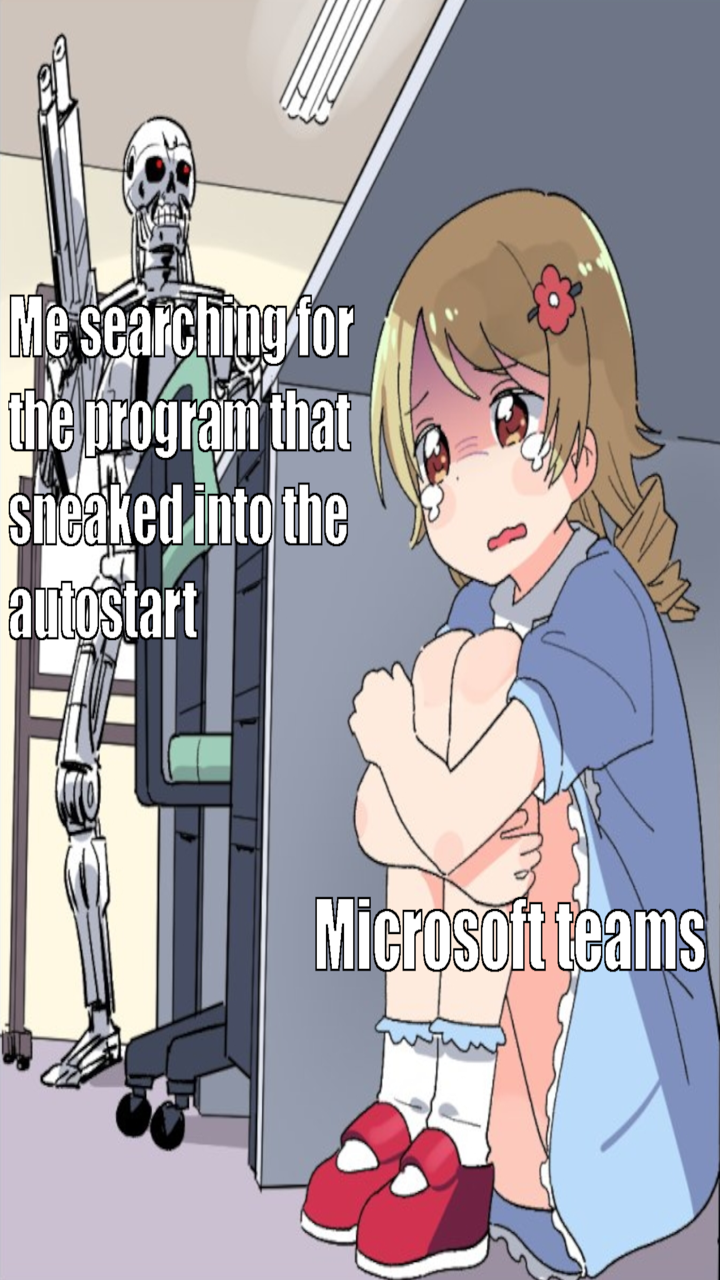 Me searching for
the program that
sneaked into the
autostart
Microsoft teams